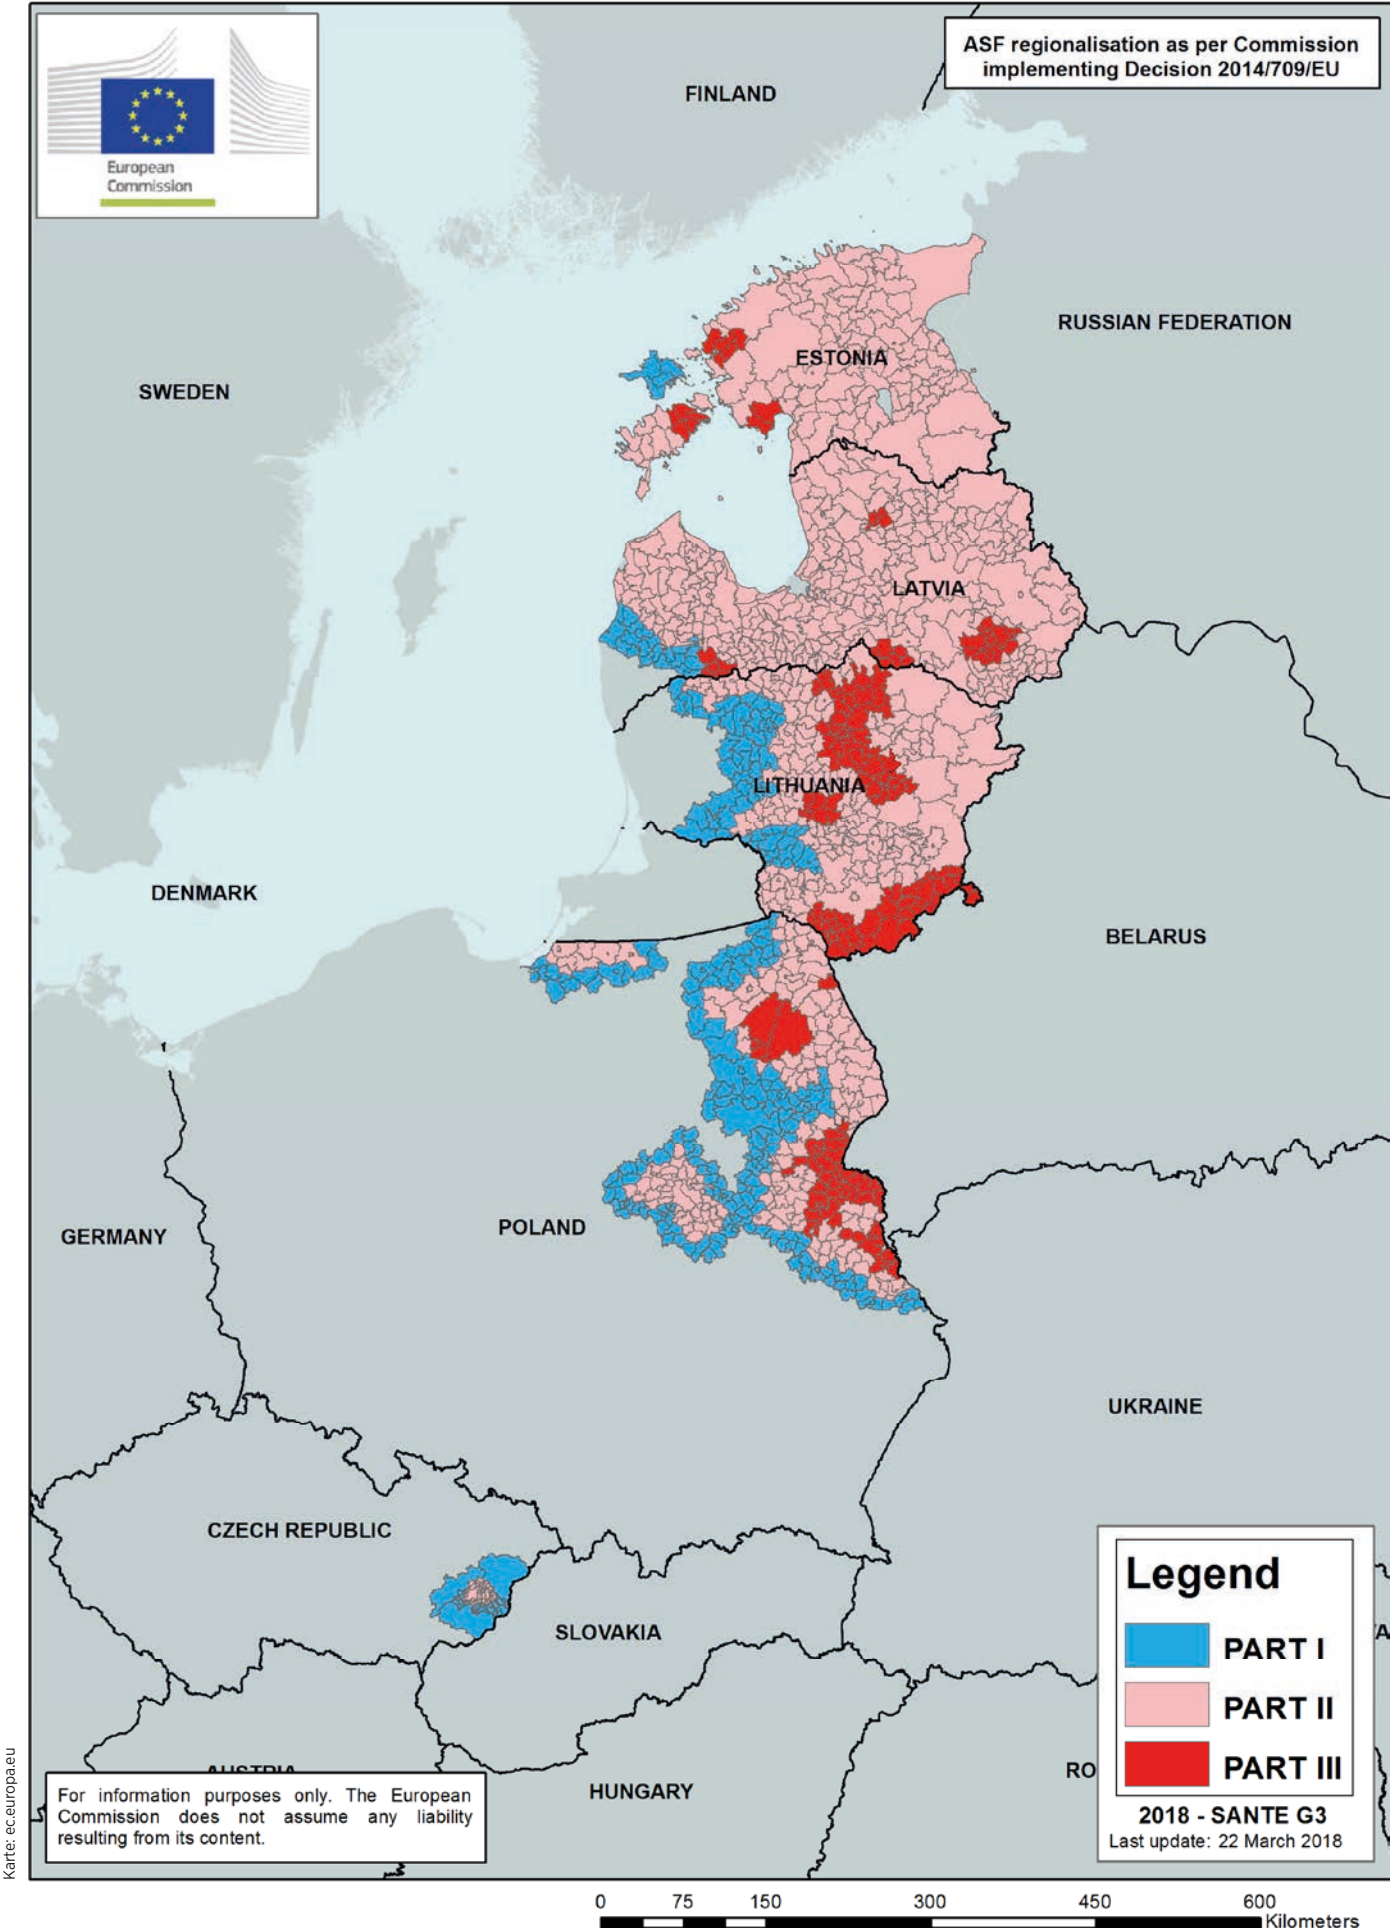 European
Commission
ASF regionalisation as per Commission
implementing Decision 2014/709/EU
FINLAND
RUSSIAN FEDERATION
ESTONIA
SWEDEN
LATVIA
LITHUANIA
DENMARK
BELARUS
POLAND
GERMANY
UKRAINE
CZECH REPUBLIC
SLOVAKIA
HUNGARY
AUSTRIA
RO
Legend
PART I
PART II
PART III
2018 - SANTE G3
Last update: 22 March 2018
For information purposes only. The European
Commission does not assume any liability
resulting from its content.
Karte: ec.europa.eu
0 75 150 300 450 600
Kilometers